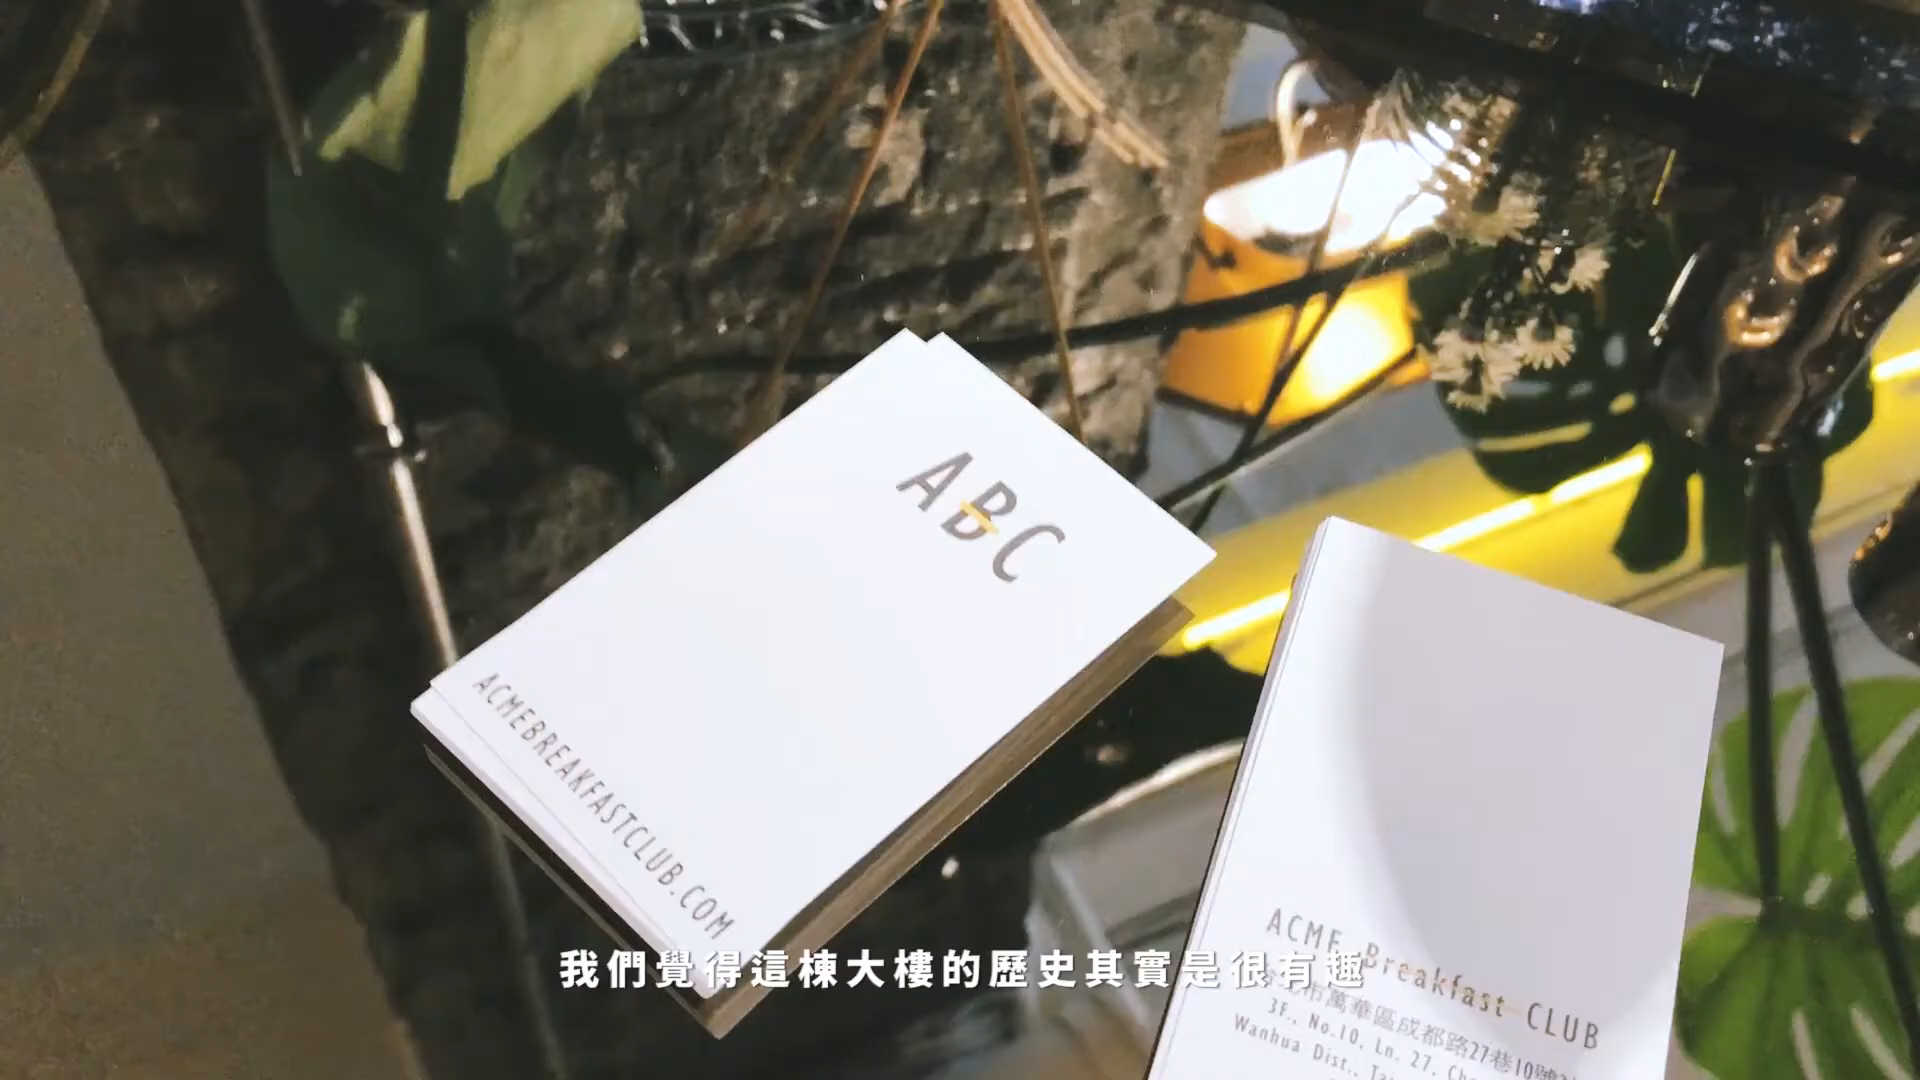 ABC
ACMEBREAKFASTCLUB.COM
ACME Breakfast CLUB
市萬華區成都路27巷10號
3F., No.10, Ln. 27,
Wanhua Dist.,
我們覺得這棟大樓的歷史其實是很有趣